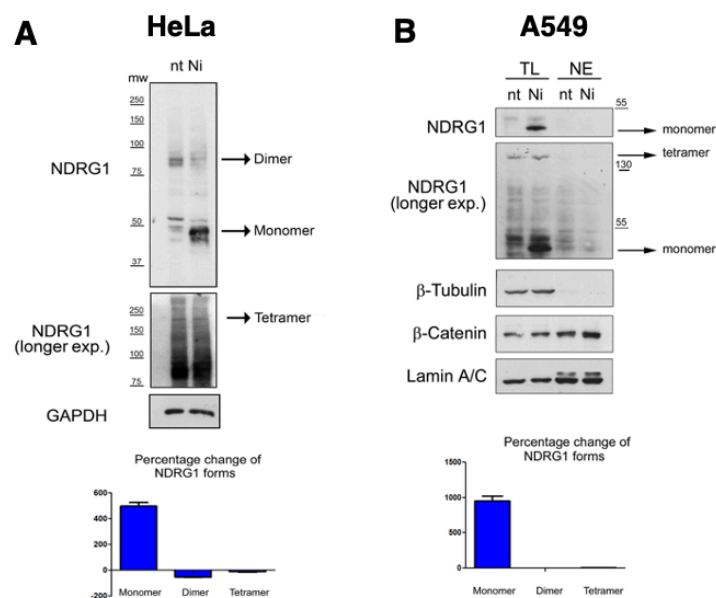 A
HeLa
nt Ni
mw
250
150
100
75
50
37
NDRG1
Dimer
Monomer
250
150
100
75
NDRG1
(longer exp.)
Tetramer
GAPDH
Percentage change of
NDRG1 forms
600
400
200
0
-200
Monomer Dimer Tetramer
B
A549
TL NE
nt Ni nt Ni
NDRG1
55
monomer
tetramer
130
NDRG1
(longer exp.)
55
monomer
β-Tubulin
β-Catenin
Lamin A/C
Percentage change of
NDRG1 forms
1500
1000
500
0
Monomer Dimer Tetramer